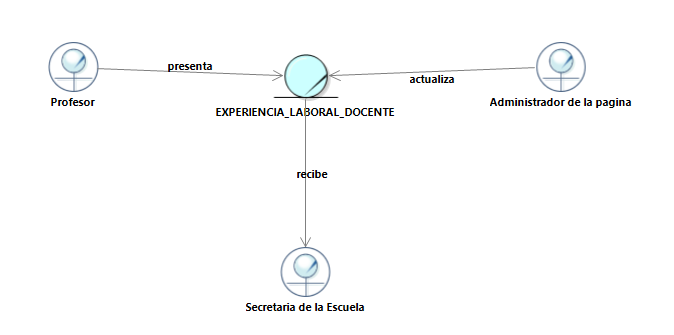 presenta
actualiza
Profesor
Administrador de la pagina
EXPERIENCIA_LABORAL_DOCENTE
recibe
Secretaria de la Escuela